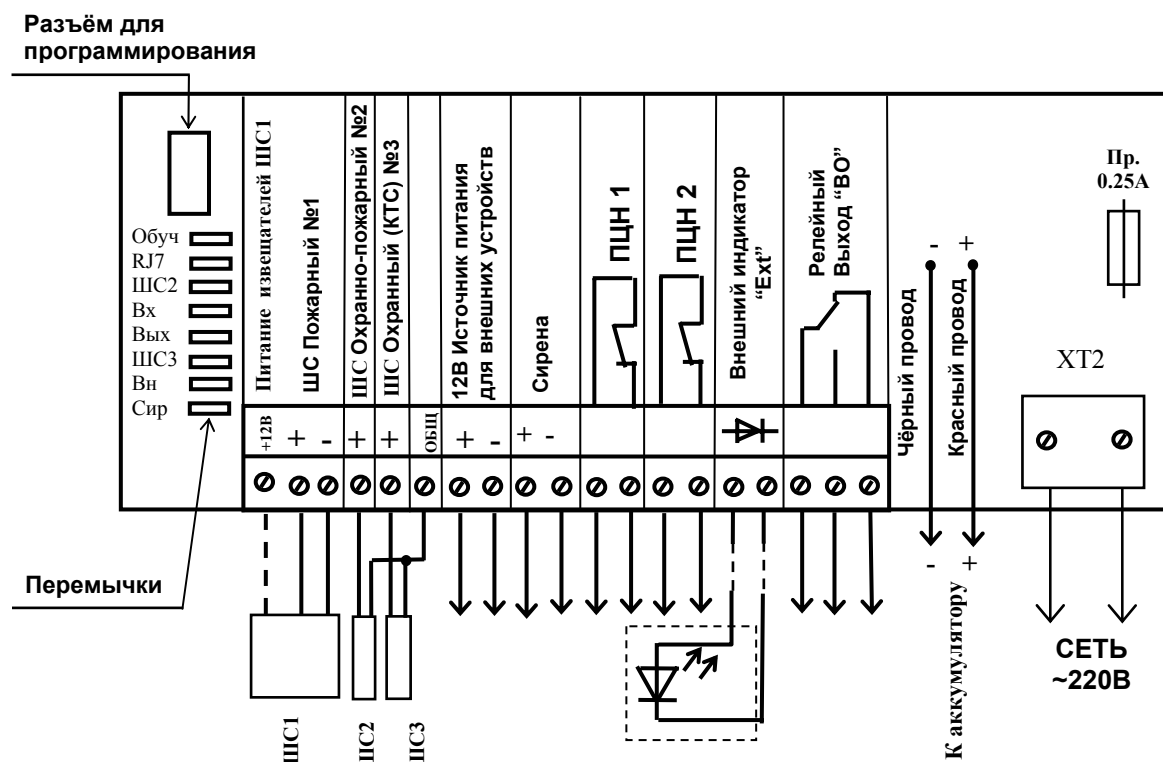 Разъём для
программирования
Обуч
RJ7
ШС2
Вх
Вых
ШС3
Вн
Сир
Перемычки
Питание извещателей ШС1
ШС Пожарный №1
ШС Охранно-пожарный №2
ШС Охранный (КТС) №3
12В Источник питания
для внешних устройств
Сирена
ПЦН 1
ПЦН 2
Внешний индикатор
“Ext”
Релейный
Выход “ВО”
Чёрный провод
Красный провод
- +
Пр.
0.25А
ХТ2
+12В
+ -
+
+
ОБЩ
+ -
+ -
- +
К аккумулятору
СЕТЬ
~220В
ШС1
ШС2
ШС3